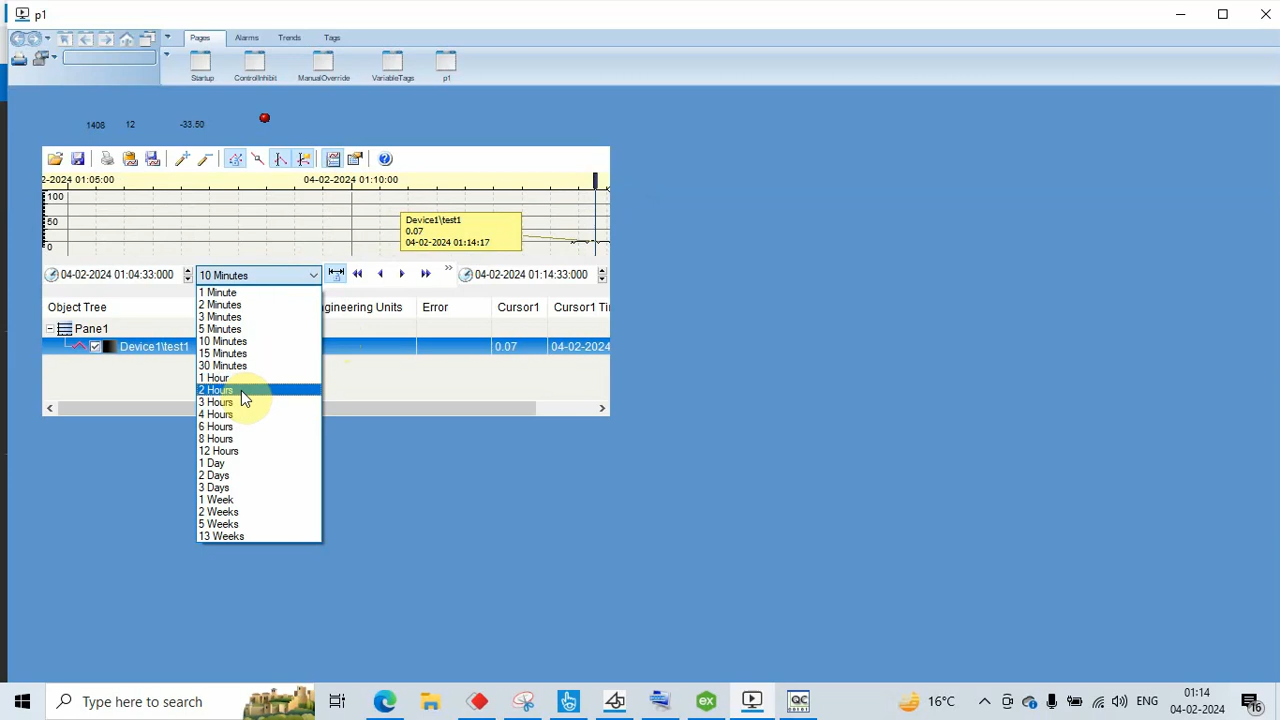 p1
Pages Alarms Trends Tags
Startup ControlInhibit ManualOverride VariableTags p1
1408 12 -33.50
2-2024 01:05:00 04-02-2024 01:10:00
100
50
0
Device1\test1
0.07
04-02-2024 01:14:17
04-02-2024 01:04:33:000 10 Minutes » 04-02-2024 01:14:33:000
Object Tree ngineering Units Error Cursor1 Cursor1 Ti
Pane1
Device1\test1 0.07 04-02-2024
1 Minute
2 Minutes
3 Minutes
5 Minutes
10 Minutes
15 Minutes
30 Minutes
1 Hour
2 Hours
3 Hours
4 Hours
6 Hours
8 Hours
12 Hours
1 Day
2 Days
3 Days
1 Week
2 Weeks
5 Weeks
13 Weeks
Type here to search
ex
QC
16°C
ENG
01:14
04-02-2024
16